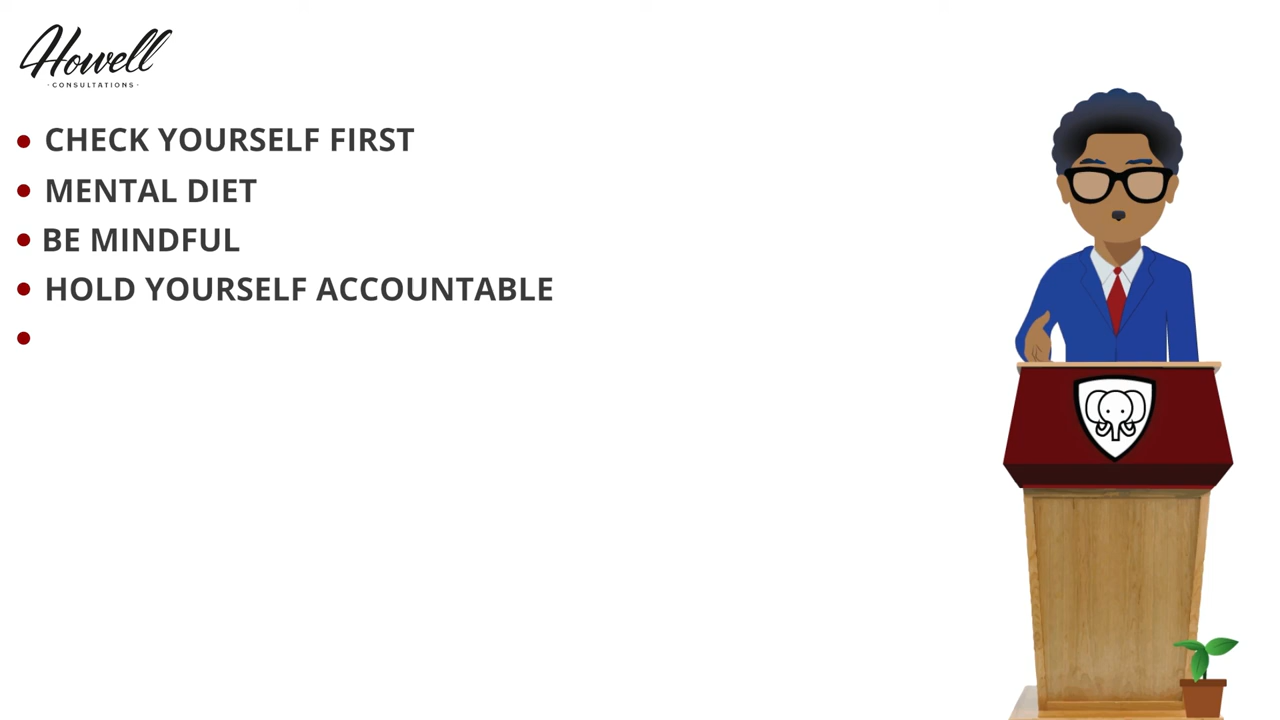 Howell
·CONSULTATIONS·
• CHECK YOURSELF FIRST
• MENTAL DIET
• BE MINDFUL
• HOLD YOURSELF ACCOUNTABLE
•